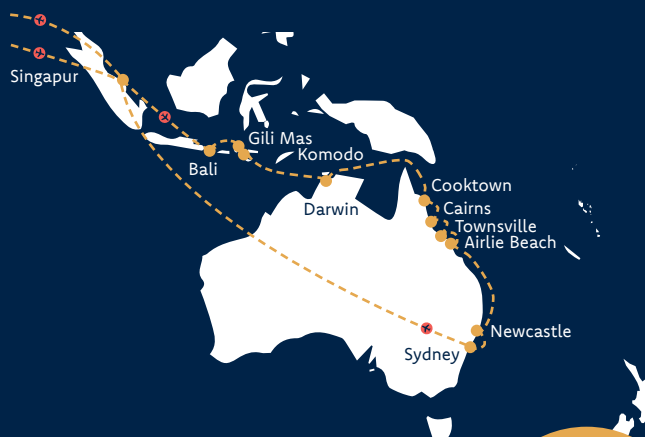 Singapur
Gili Mas
Komodo
Bali
Darwin
Cooktown
Cairns
Townsville
Airlie Beach
Newcastle
Sydney